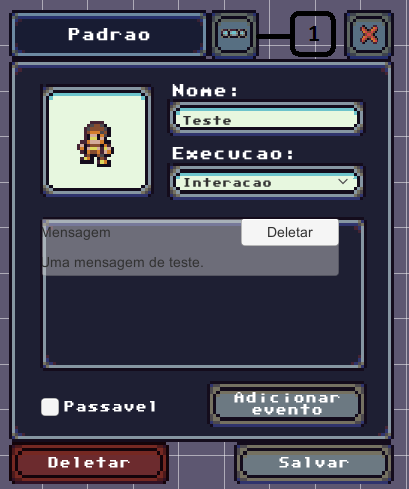 Padrao
1
Nome:
Teste
Execucao:
Interacao
Mensagem
Deletar
Uma mensagem de teste.
Passavel
Adicionar
evento
Deletar
Salvar